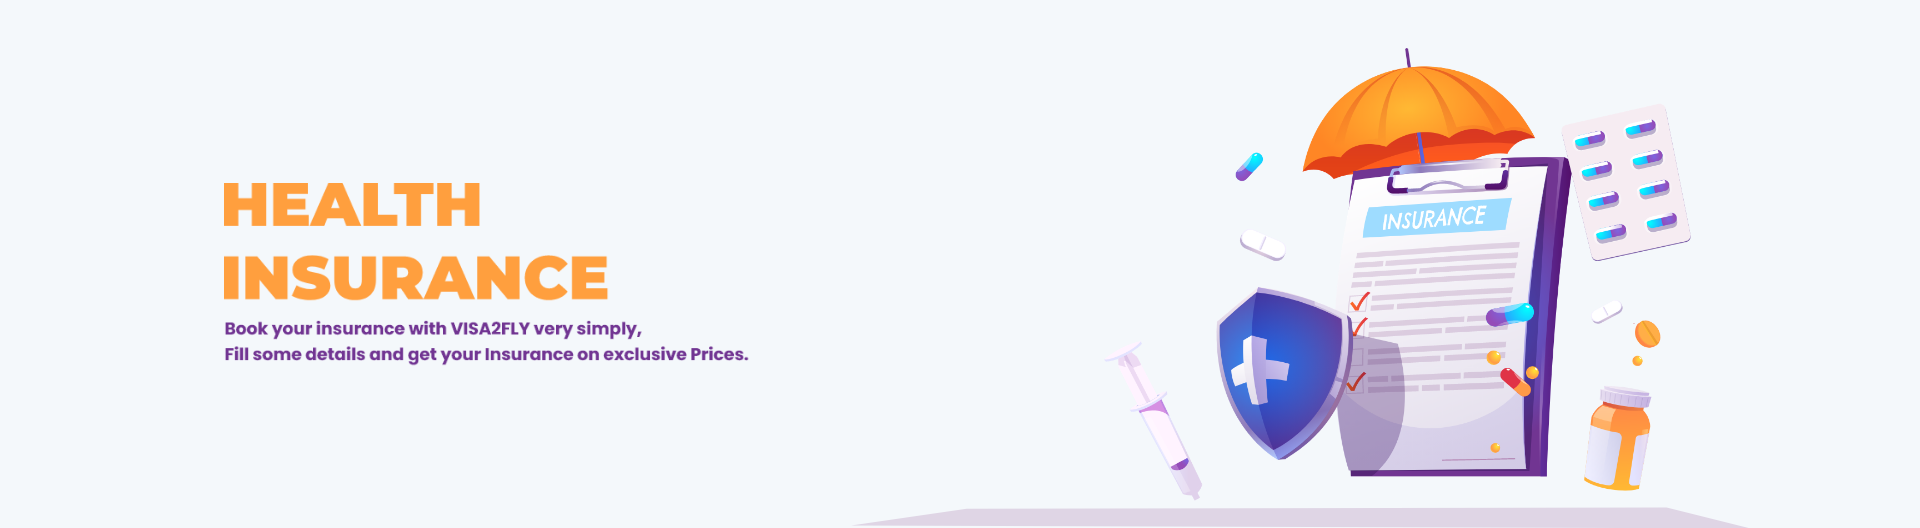 HEALTH
INSURANCE
Book your insurance with VISA2FLY very simply,
Fill some details and get your Insurance on exclusive Prices.
INSURANCE